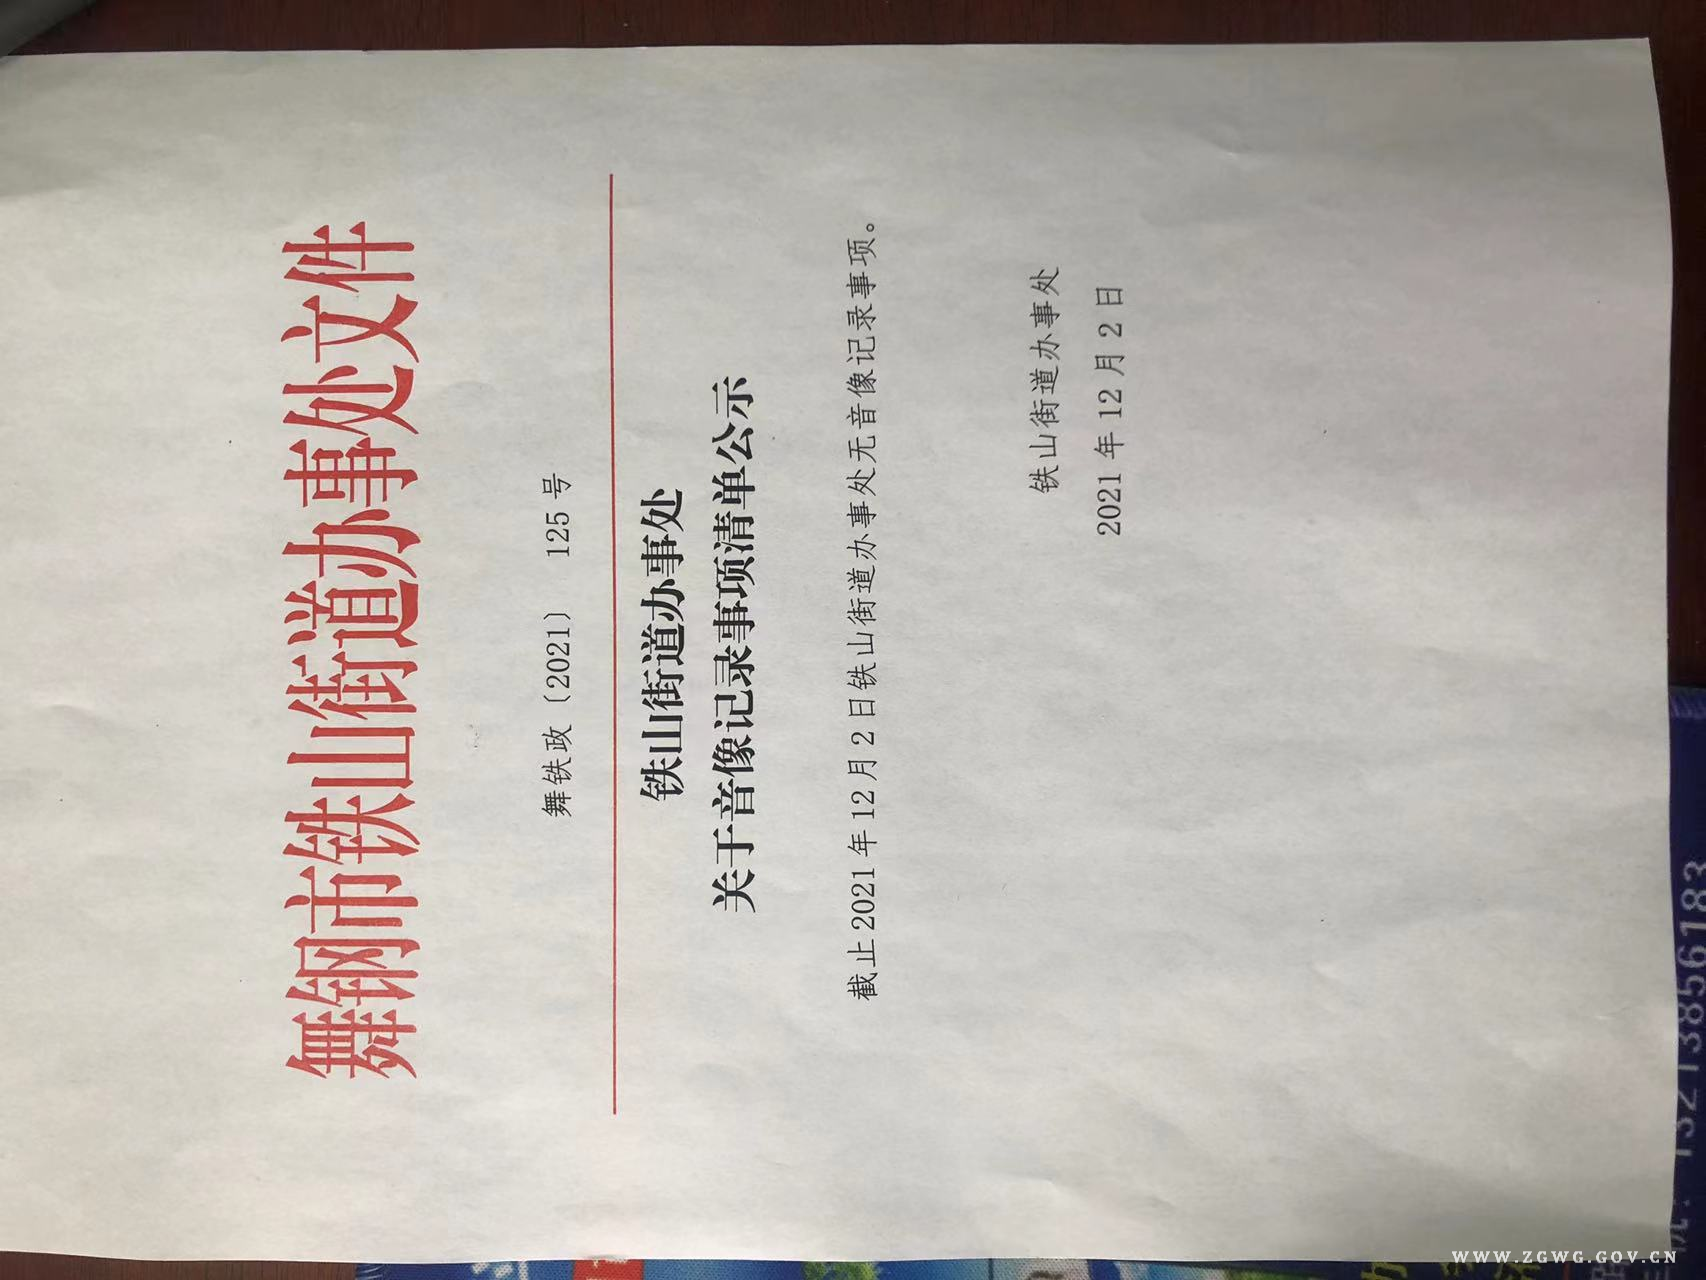 舞钢市铁山街道办事处文件
舞铁政〔2021〕 125号
铁山街道办事处
关于音像记录事项清单公示
截止2021年12月2日铁山街道办事处无音像记录事项。
铁山街道办事处
2021年12月2日
13213856183
WWW.ZGWG.GOV.CN